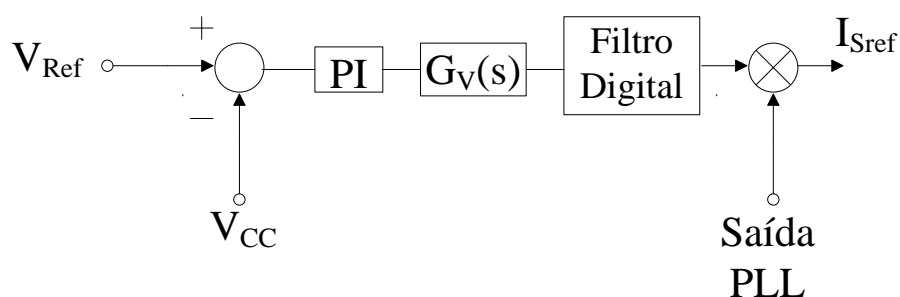 +
V_Ref
−
PI
G_V(s)
Filtro
Digital
I_Sref
V_CC
Saída
PLL